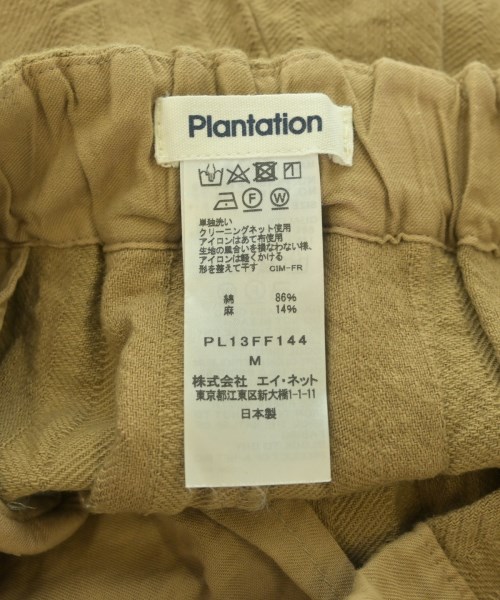 Plantation
F W
単独洗い
クリーニングネット使用
アイロンはあて布使用
生地の風合いを損なわない様、
アイロンは軽くかける
形を整えて干す CIM-FR
綿 86%
麻 14%
PL13FF144
M
株式会社 エイ・ネット
東京都江東区新大橋1-1-11
日本製